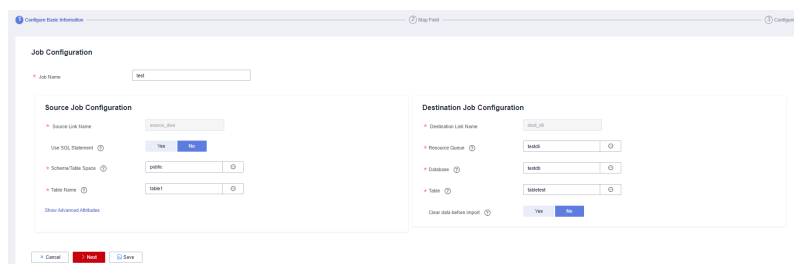 1 Configure Basic Information
2 Map Field
3 Configure
Job Configuration
* Job Name test
Source Job Configuration
* Source Link Name source_dws
Use SQL Statement ? Yes No
* Schema/Table Space ? public
* Table Name ? table1
Show Advanced Attributes
Destination Job Configuration
* Destination Link Name dest_dli
* Resource Queue ? testdli
* Database ? testdb
* Table ? tabletest
Clear data before import ? Yes No
× Cancel
> Next
Save